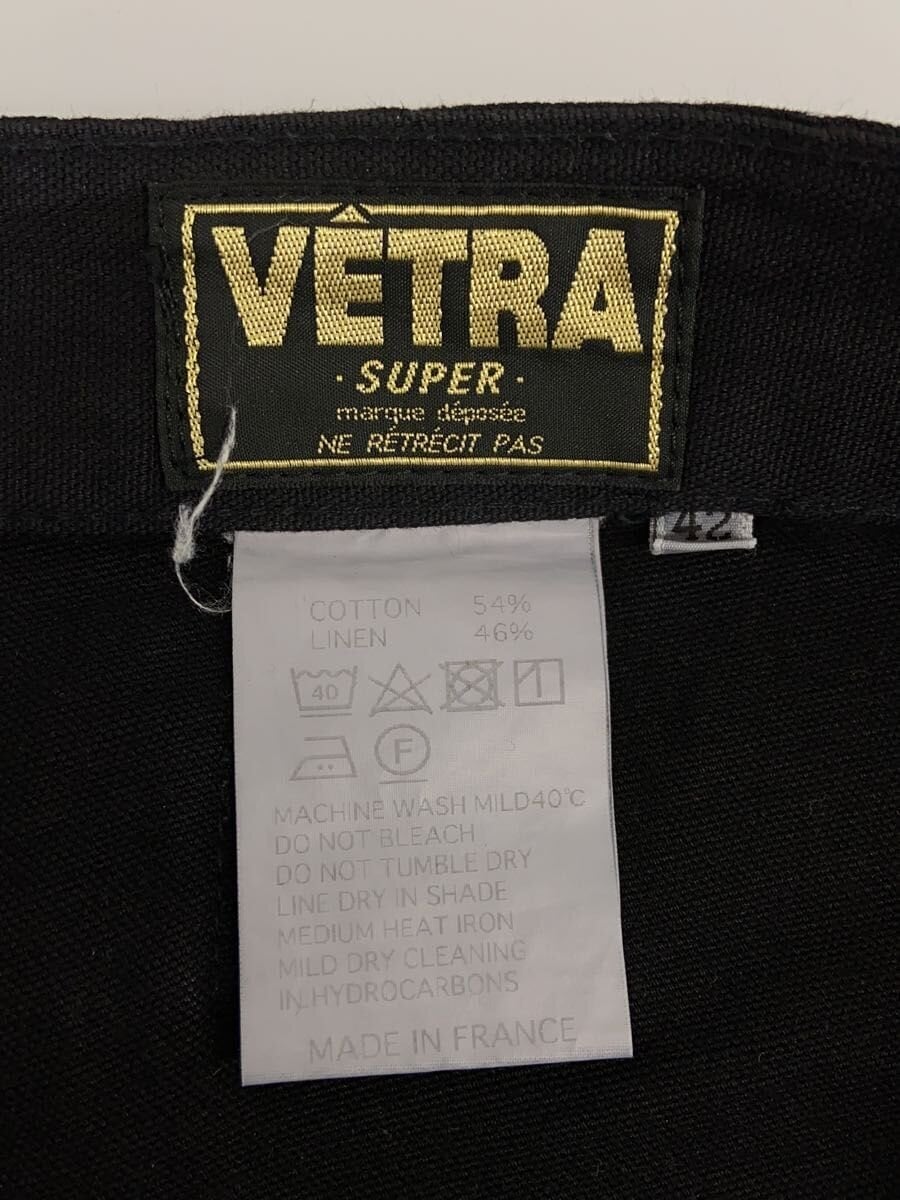 VÊTRA
· SUPER ·
marque déposée
NE RÉTRÉCIT PAS
42
COTTON 54%
LINEN 46%
40
F
MACHINE WASH MILD40℃
DO NOT BLEACH
DO NOT TUMBLE DRY
LINE DRY IN SHADE
MEDIUM HEAT IRON
MILD DRY CLEANING
IN HYDROCARBONS
MADE IN FRANCE